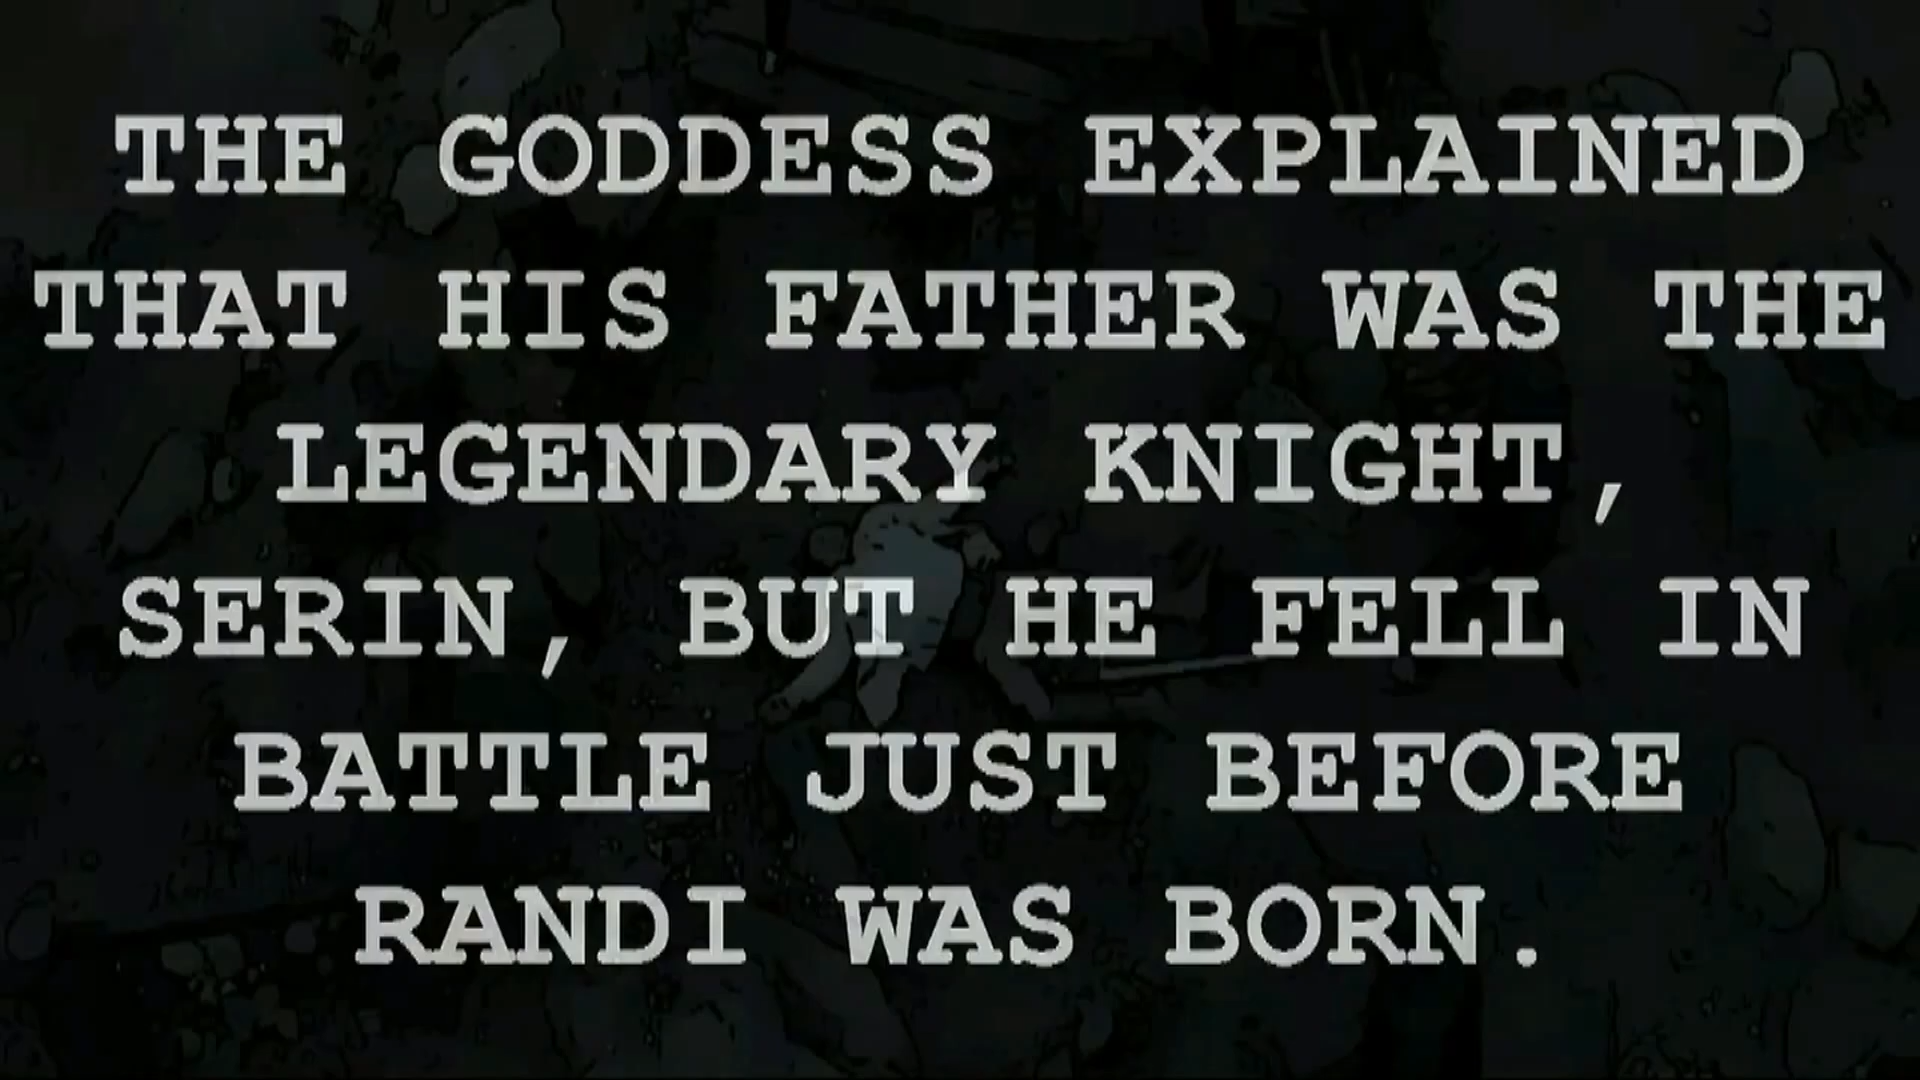 THE GODDESS EXPLAINED
THAT HIS FATHER WAS THE
LEGENDARY KNIGHT,
SERIN, BUT HE FELL IN
BATTLE JUST BEFORE
RANDI WAS BORN.